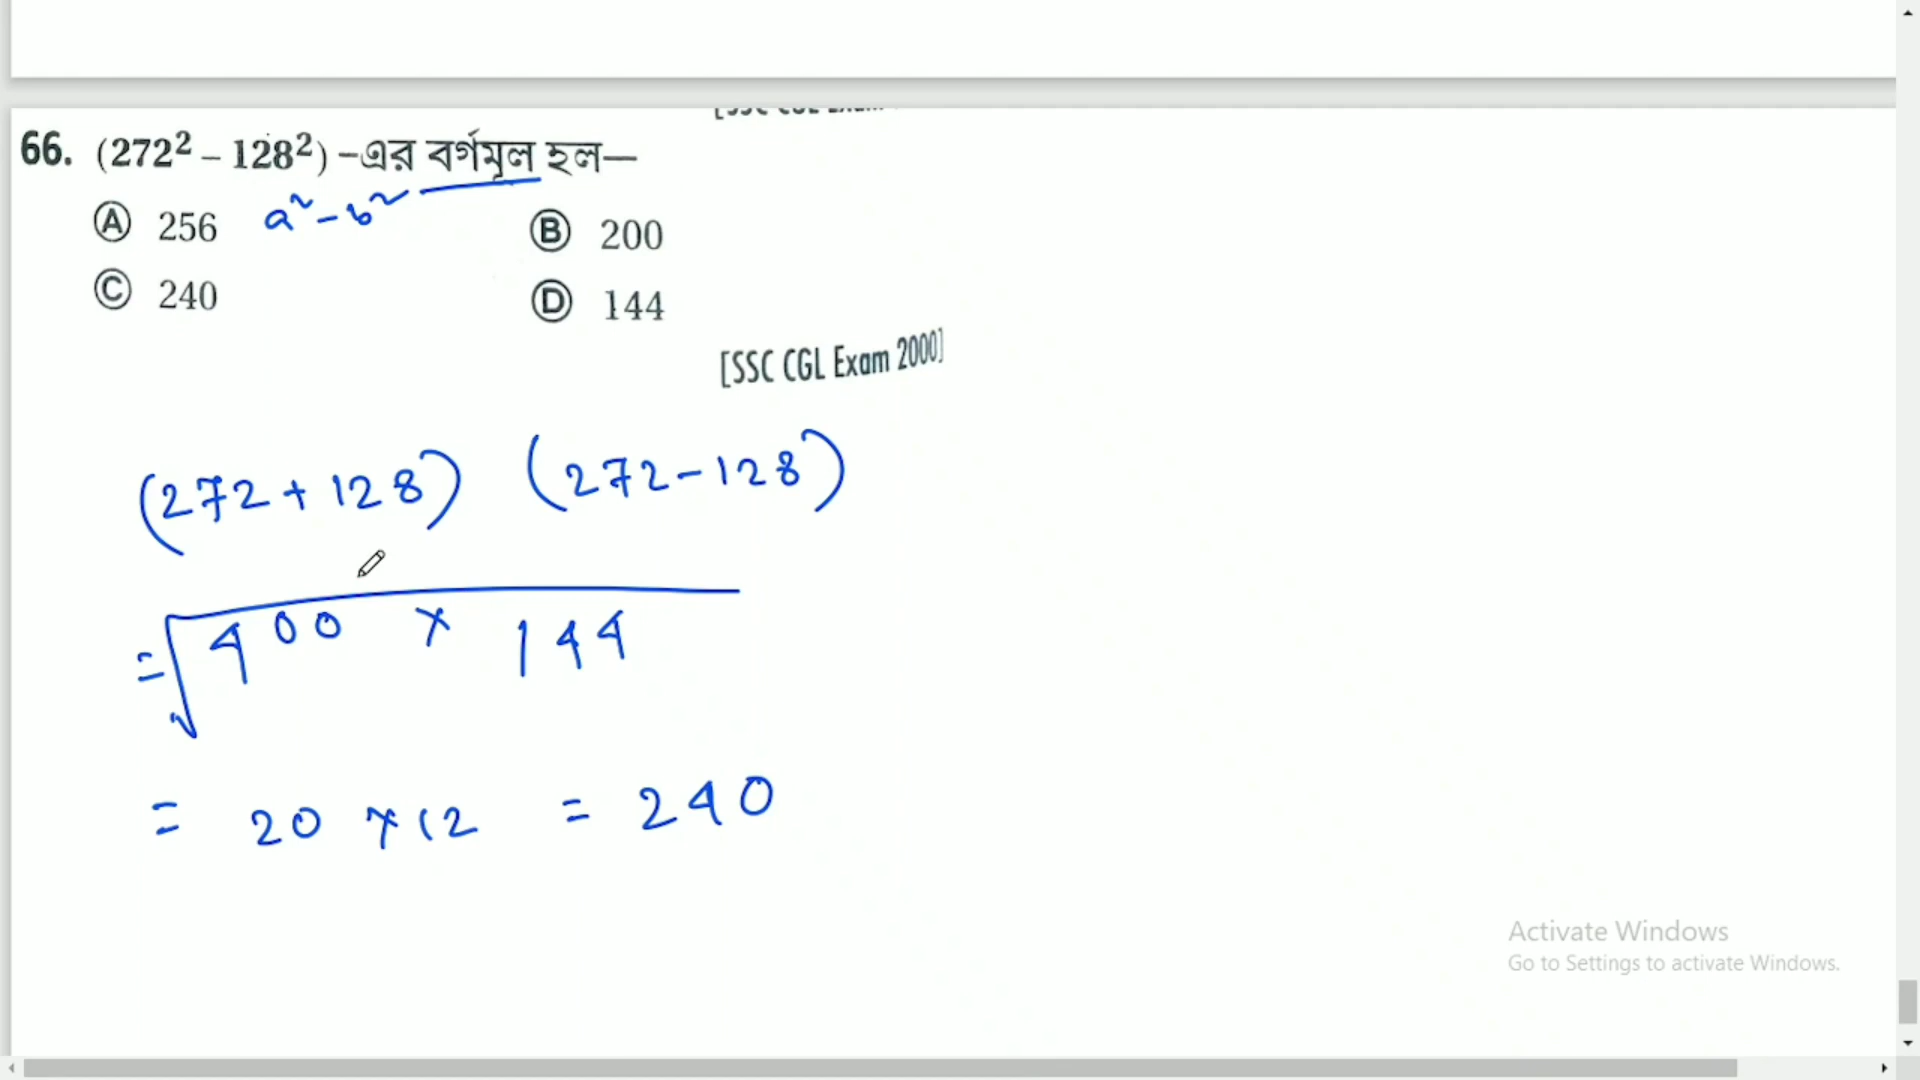 66. (272² – 128²) –এর বর্গমূল হল—
a² – b²
Ⓐ 256 Ⓑ 200
Ⓒ 240 Ⓓ 144
[SSC CGL Exam 2000]
(272 + 128) (272 – 128)
= √400 × 144
= 20 × 12 = 240
Activate Windows
Go to Settings to activate Windows.